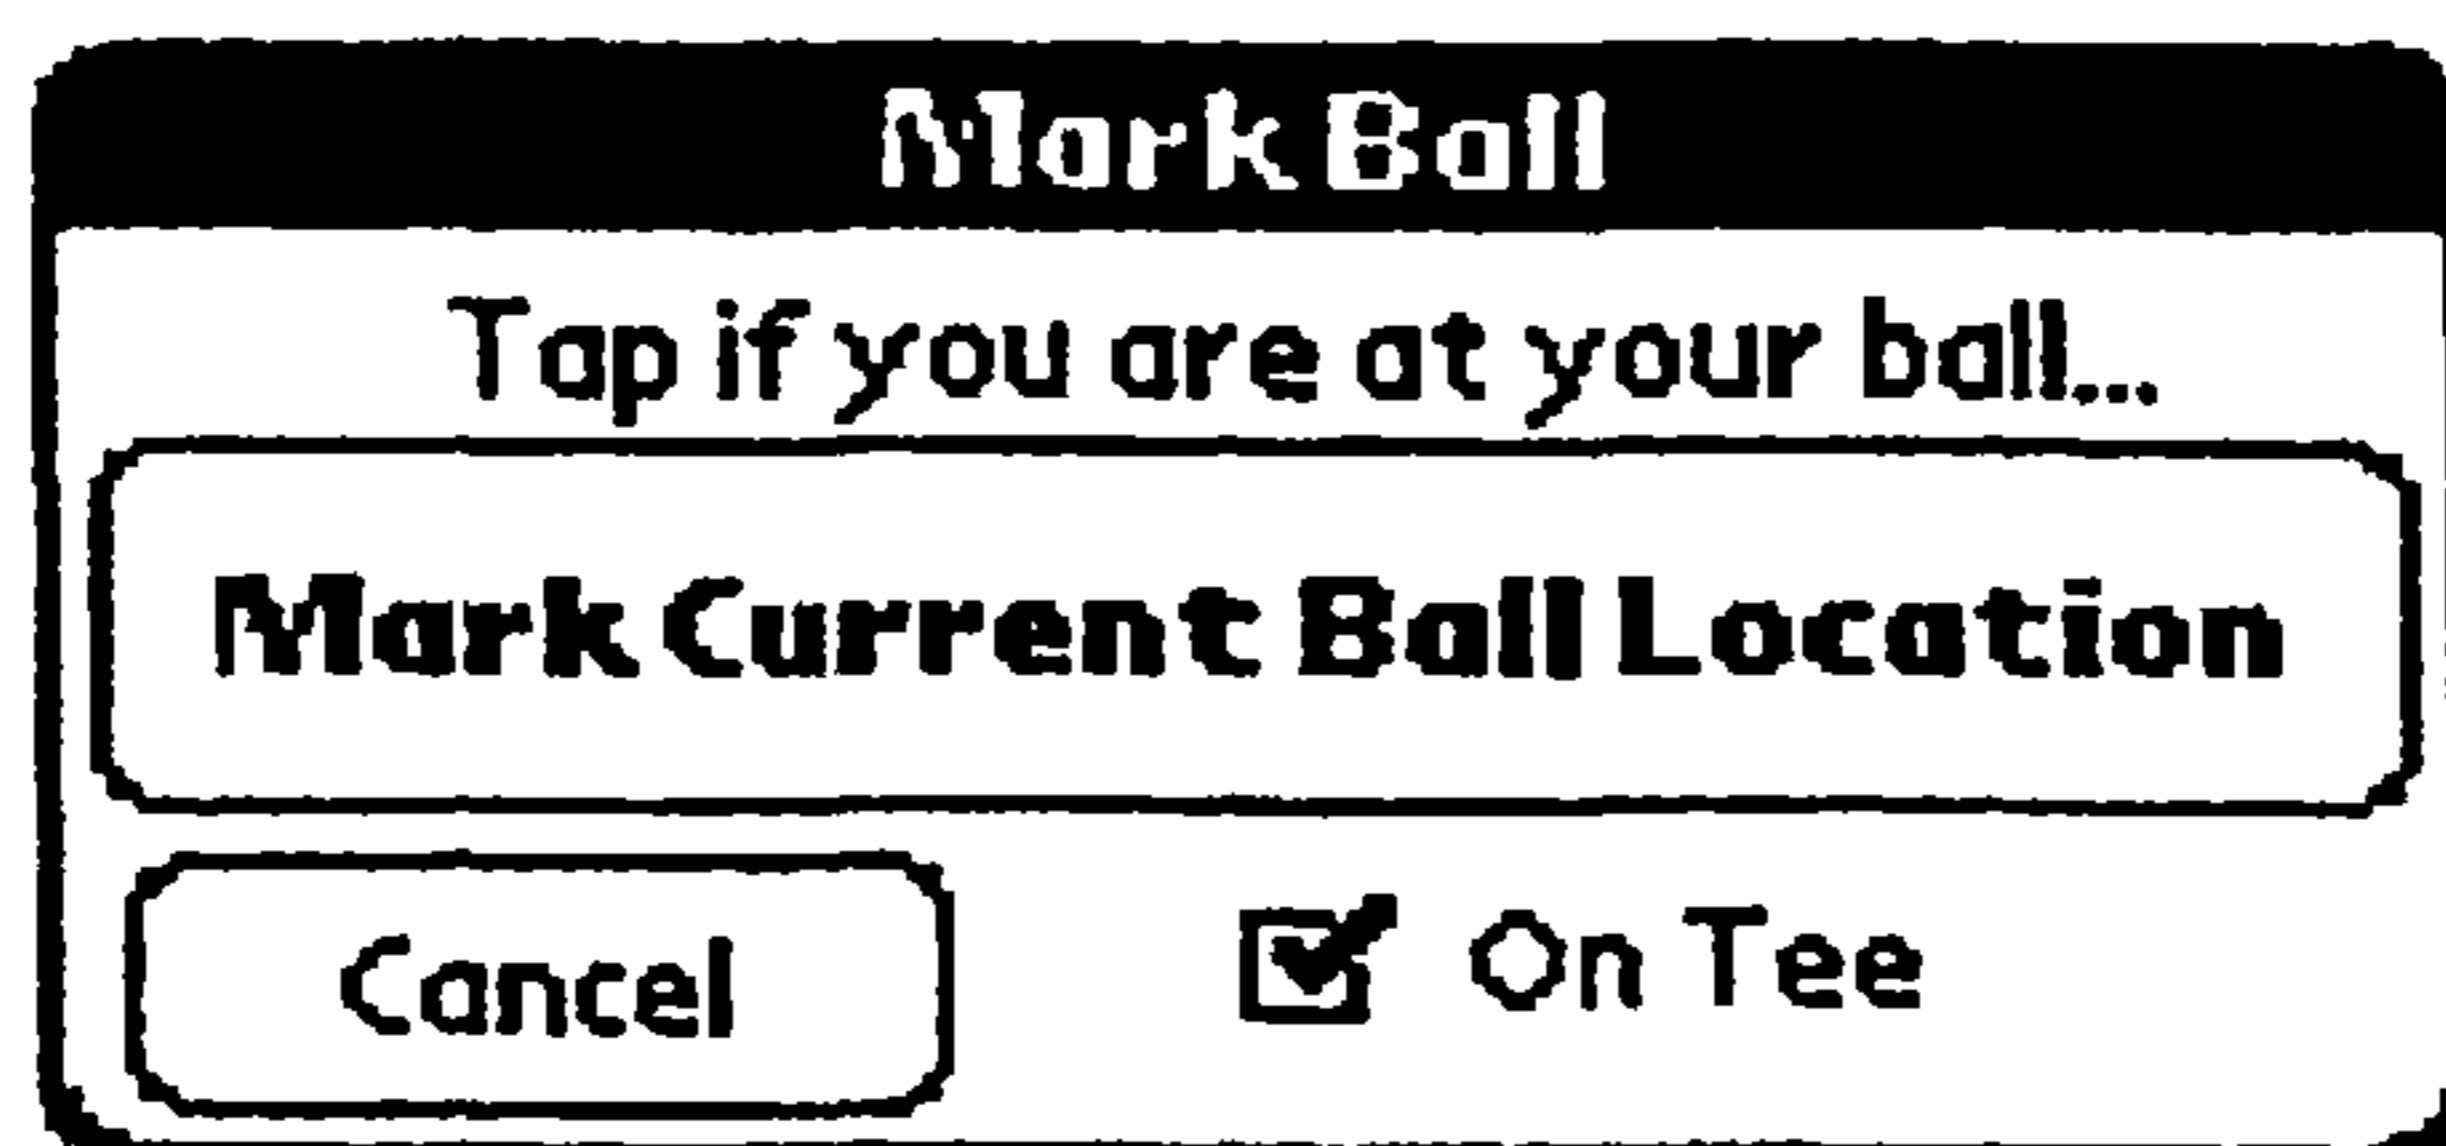 Mark Ball
Tap if you are at your ball...
Mark Current Ball Location
Cancel
On Tee